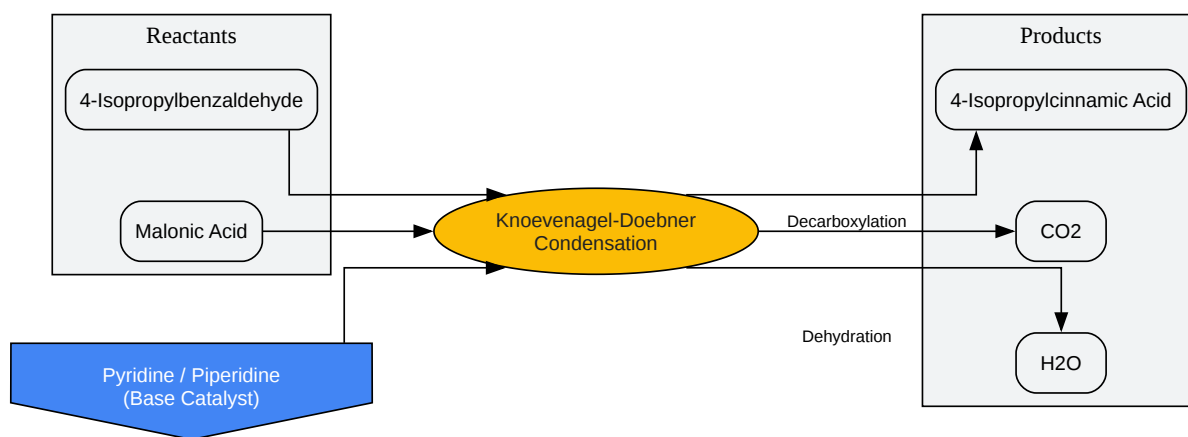 Reactants
4-Isopropylbenzaldehyde
Malonic Acid
Pyridine / Piperidine
(Base Catalyst)
Knoevenagel-Doebner
Condensation
Decarboxylation
Dehydration
Products
4-Isopropylcinnamic Acid
CO2
H2O